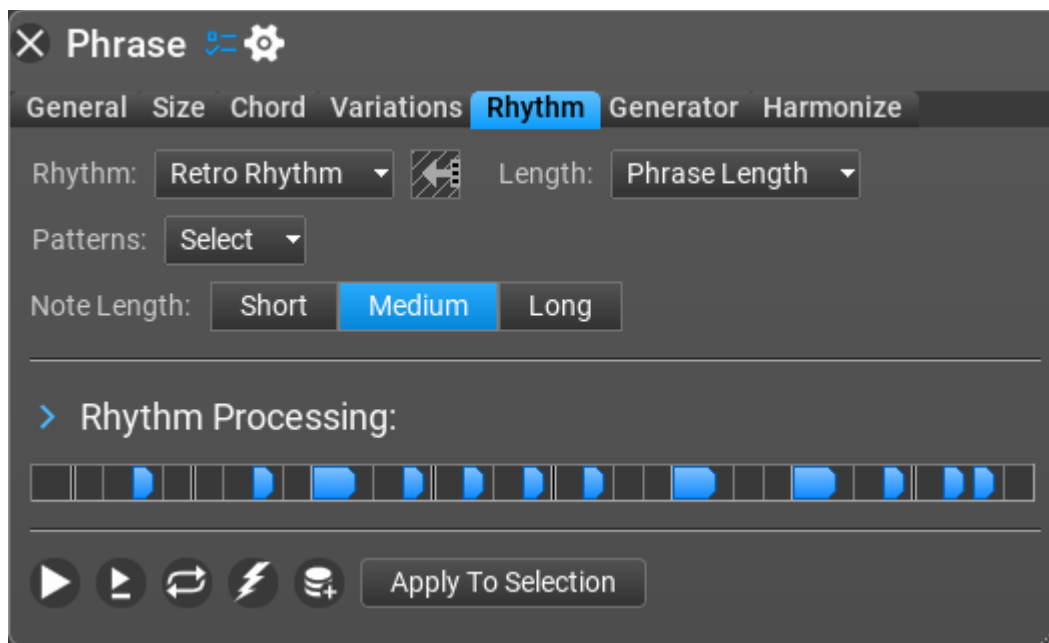 Phrase
General Size Chord Variations Rhythm Generator Harmonize
Rhythm: Retro Rhythm Length: Phrase Length
Patterns: Select
Note Length: Short Medium Long
Rhythm Processing:
Apply To Selection